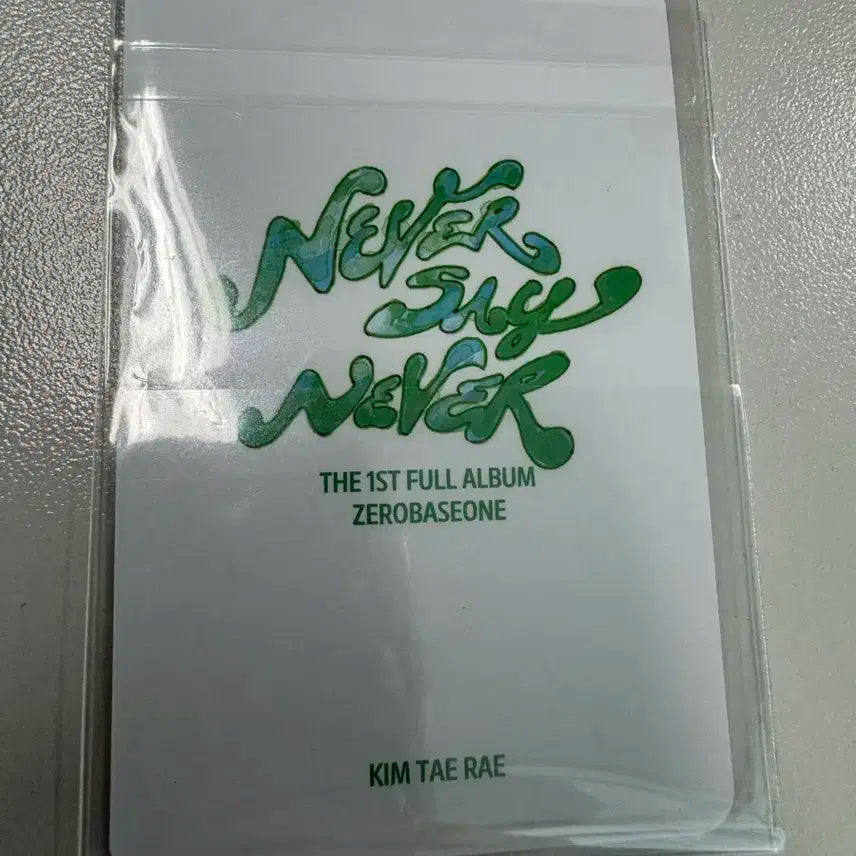 NEVER
SAY
NEVER
THE 1ST FULL ALBUM
ZEROBASEONE
KIM TAE RAE